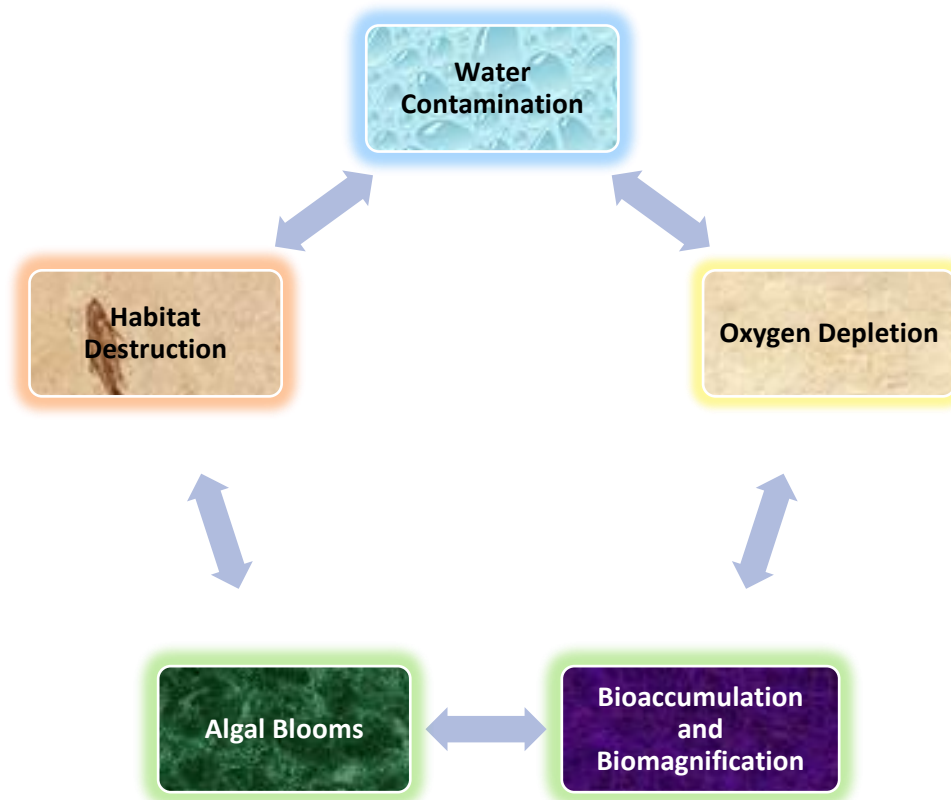 Water
Contamination
Habitat
Destruction
Oxygen Depletion
Algal Blooms
Bioaccumulation
and
Biomagnification